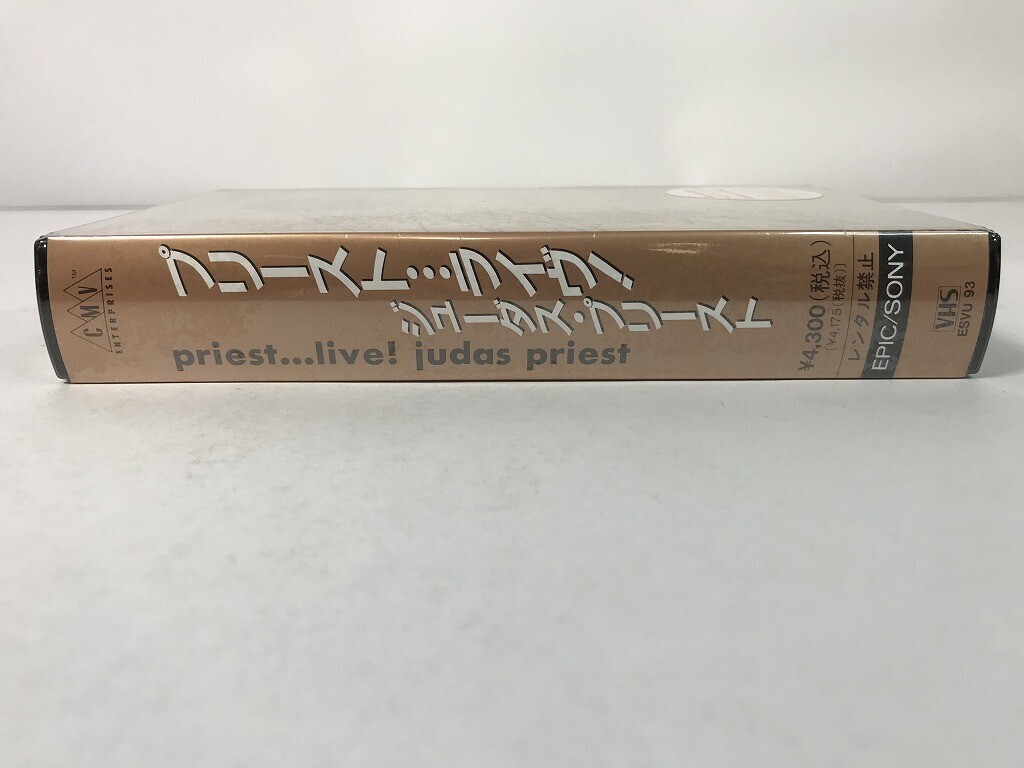 CMV™
ENTERPRISES
プリースト…ライヴ!
ジューダス・プリースト
priest...live! judas priest
¥4,300(税込)
(¥4,175(税抜))
レンタル禁止
EPIC/SONY
VHS
ESVU 93